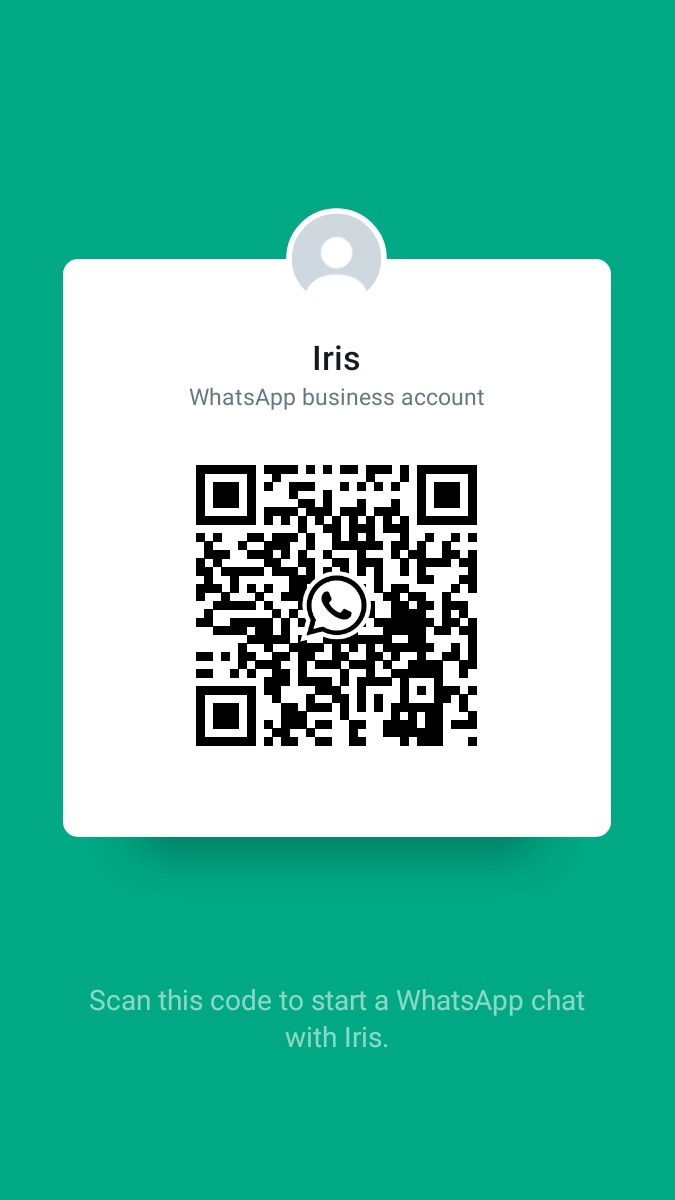 Iris
WhatsApp business account
Scan this code to start a WhatsApp chat
with Iris.